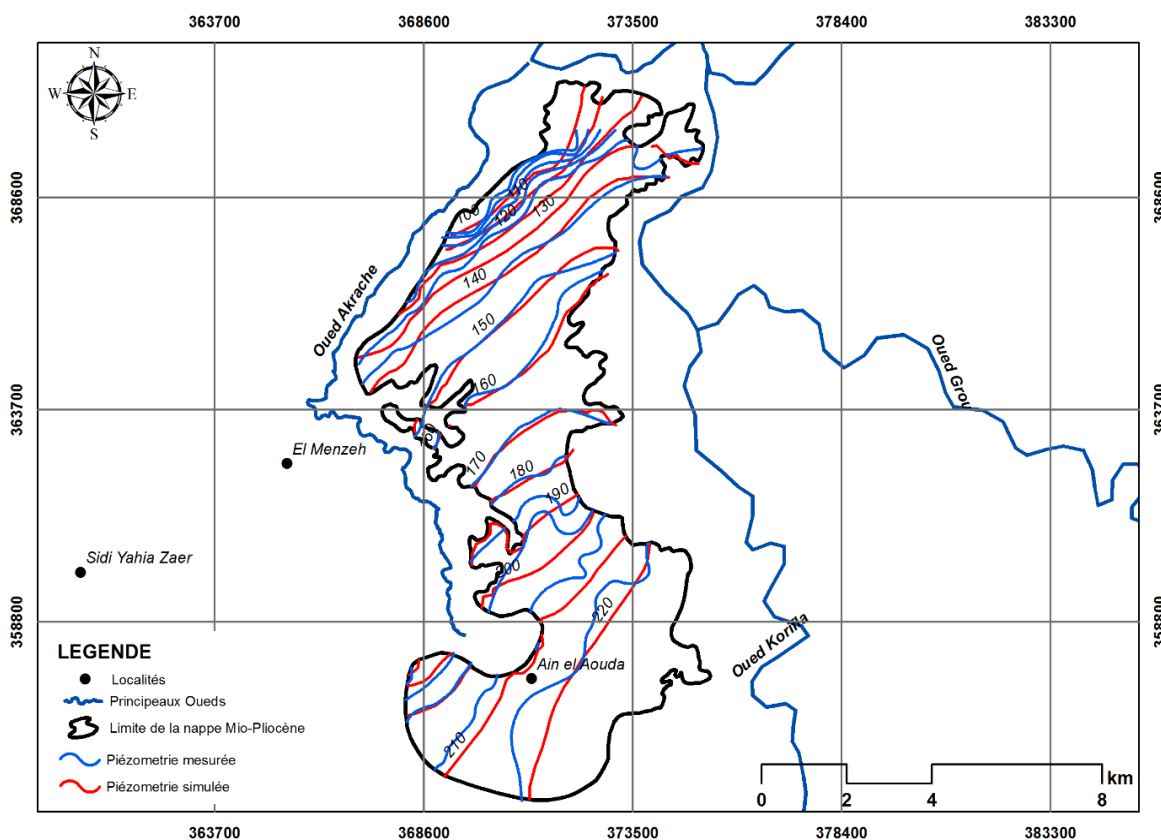 363700 368600 373500 378400 383300
N
W E
S
368600 368600
110
100
120
130
Oued Akrache
140
150
Oued Grou
160
363700 363700
160
El Menzeh
170
180
190
Sidi Yahia Zaer
200
220
358800 358800
LEGENDE
Ain el Aouda
Oued Korifla
Localités
Principeaux Oueds
Limite de la nappe Mio-Pliocène
210
Piézometrie mesurée
Piézometrie simulée
km
0 2 4 8
363700 368600 373500 378400 383300